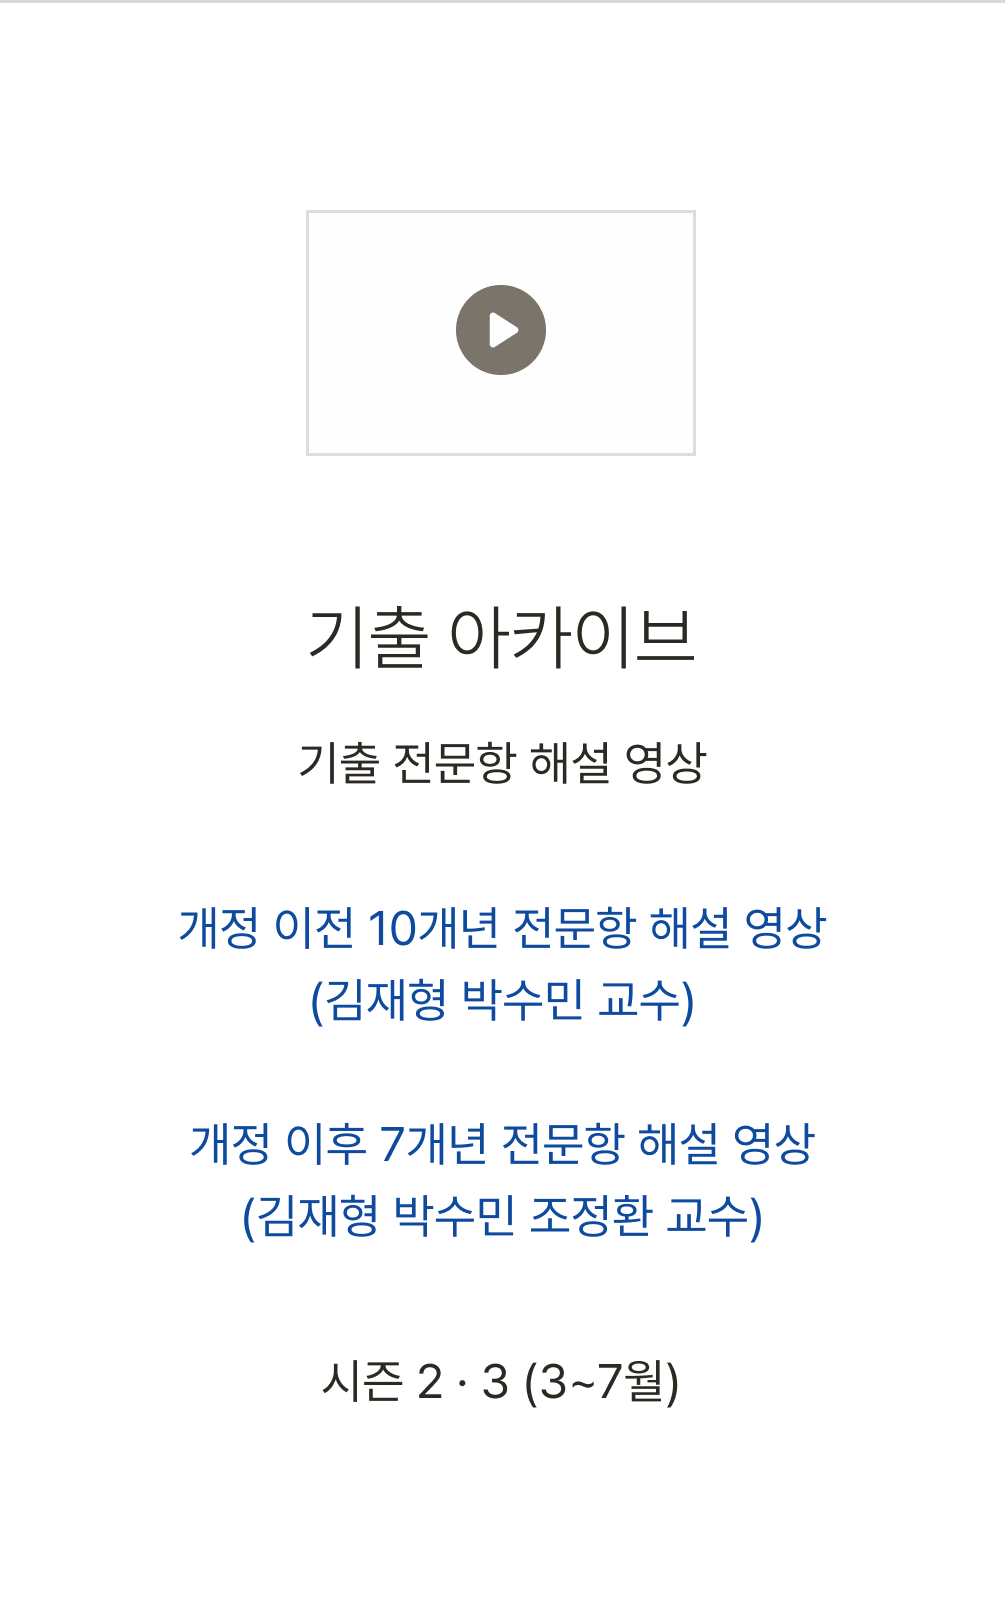 기출 아카이브
기출 전문항 해설 영상
개정 이전 10개년 전문항 해설 영상
(김재형 박수민 교수)
개정 이후 7개년 전문항 해설 영상
(김재형 박수민 조정환 교수)
시즌 2 · 3 (3~7월)